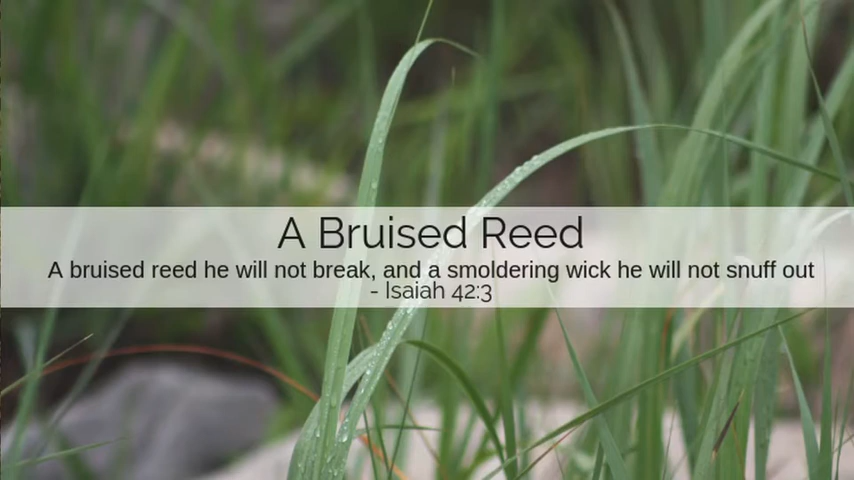 A Bruised Reed
A bruised reed he will not break, and a smoldering wick he will not snuff out
- Isaiah 42:3